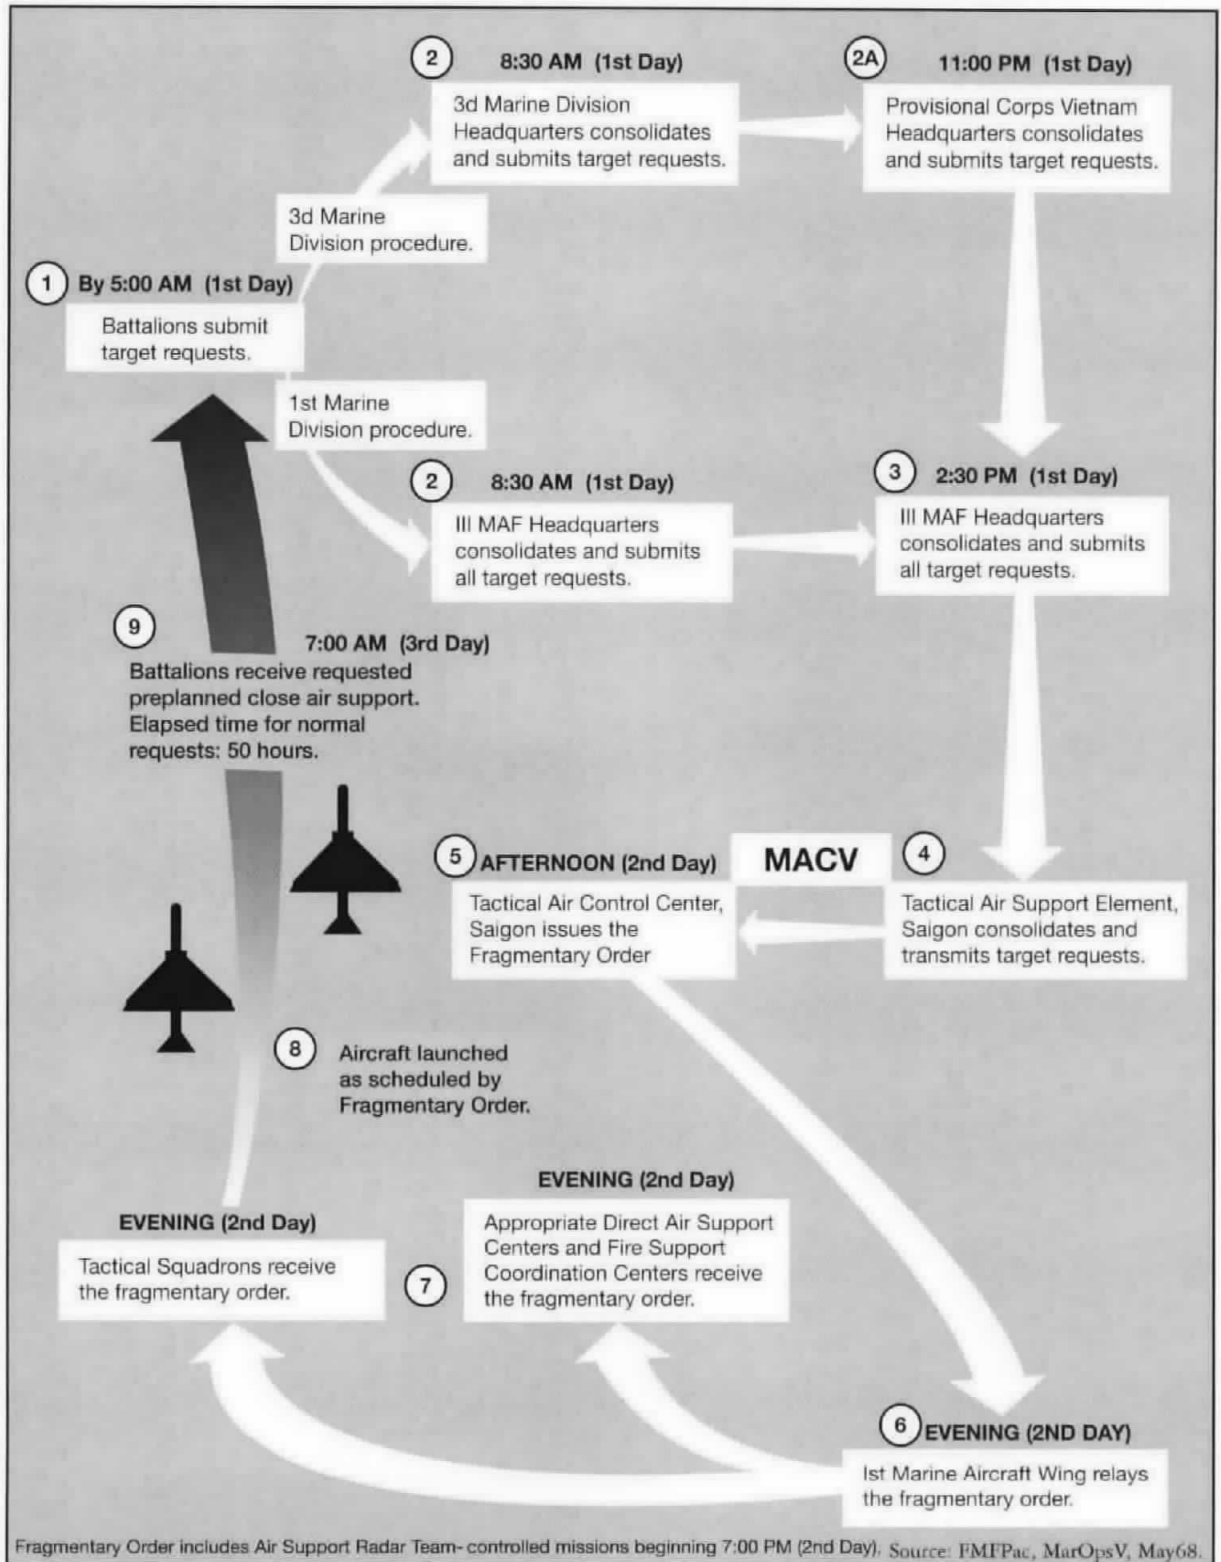 2
8:30 AM (1st Day)
3d Marine Division
Headquarters consolidates
and submits target requests.
2A
11:00 PM (1st Day)
Provisional Corps Vietnam
Headquarters consolidates
and submits target requests.
3d Marine
Division procedure.
1 By 5:00 AM (1st Day)
Battalions submit
target requests.
1st Marine
Division procedure.
2
8:30 AM (1st Day)
III MAF Headquarters
consolidates and submits
all target requests.
3
2:30 PM (1st Day)
III MAF Headquarters
consolidates and submits
all target requests.
9
7:00 AM (3rd Day)
Battalions receive requested
preplanned close air support.
Elapsed time for normal
requests: 50 hours.
MACV
4
Tactical Air Support Element,
Saigon consolidates and
transmits target requests.
5 AFTERNOON (2nd Day)
Tactical Air Control Center,
Saigon issues the
Fragmentary Order
8
Aircraft launched
as scheduled by
Fragmentary Order.
EVENING (2nd Day)
Tactical Squadrons receive
the fragmentary order.
7
EVENING (2nd Day)
Appropriate Direct Air Support
Centers and Fire Support
Coordination Centers receive
the fragmentary order.
6 EVENING (2ND DAY)
Ist Marine Aircraft Wing relays
the fragmentary order.
Fragmentary Order includes Air Support Radar Team- controlled missions beginning 7:00 PM (2nd Day). Source: FMFPac, MarOpsV, May68.